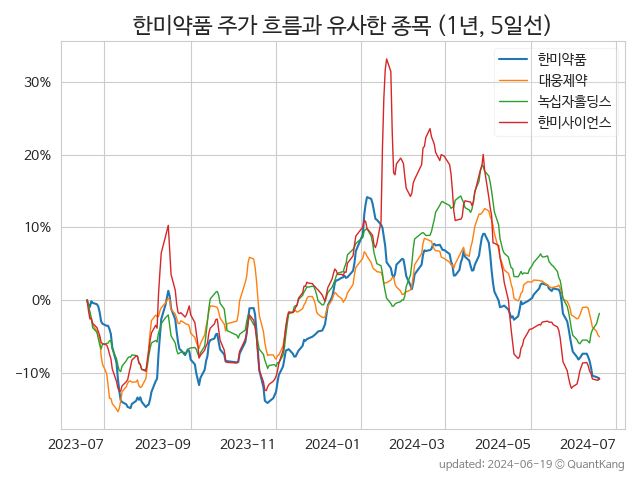 한미약품 주가 흐름과 유사한 종목 (1년, 5일선)
한미약품
대웅제약
녹십자홀딩스
한미사이언스
30%
20%
10%
0%
−10%
2023-07 2023-09 2023-11 2024-01 2024-03 2024-05 2024-07
updated: 2024-06-19 @ QuantKang